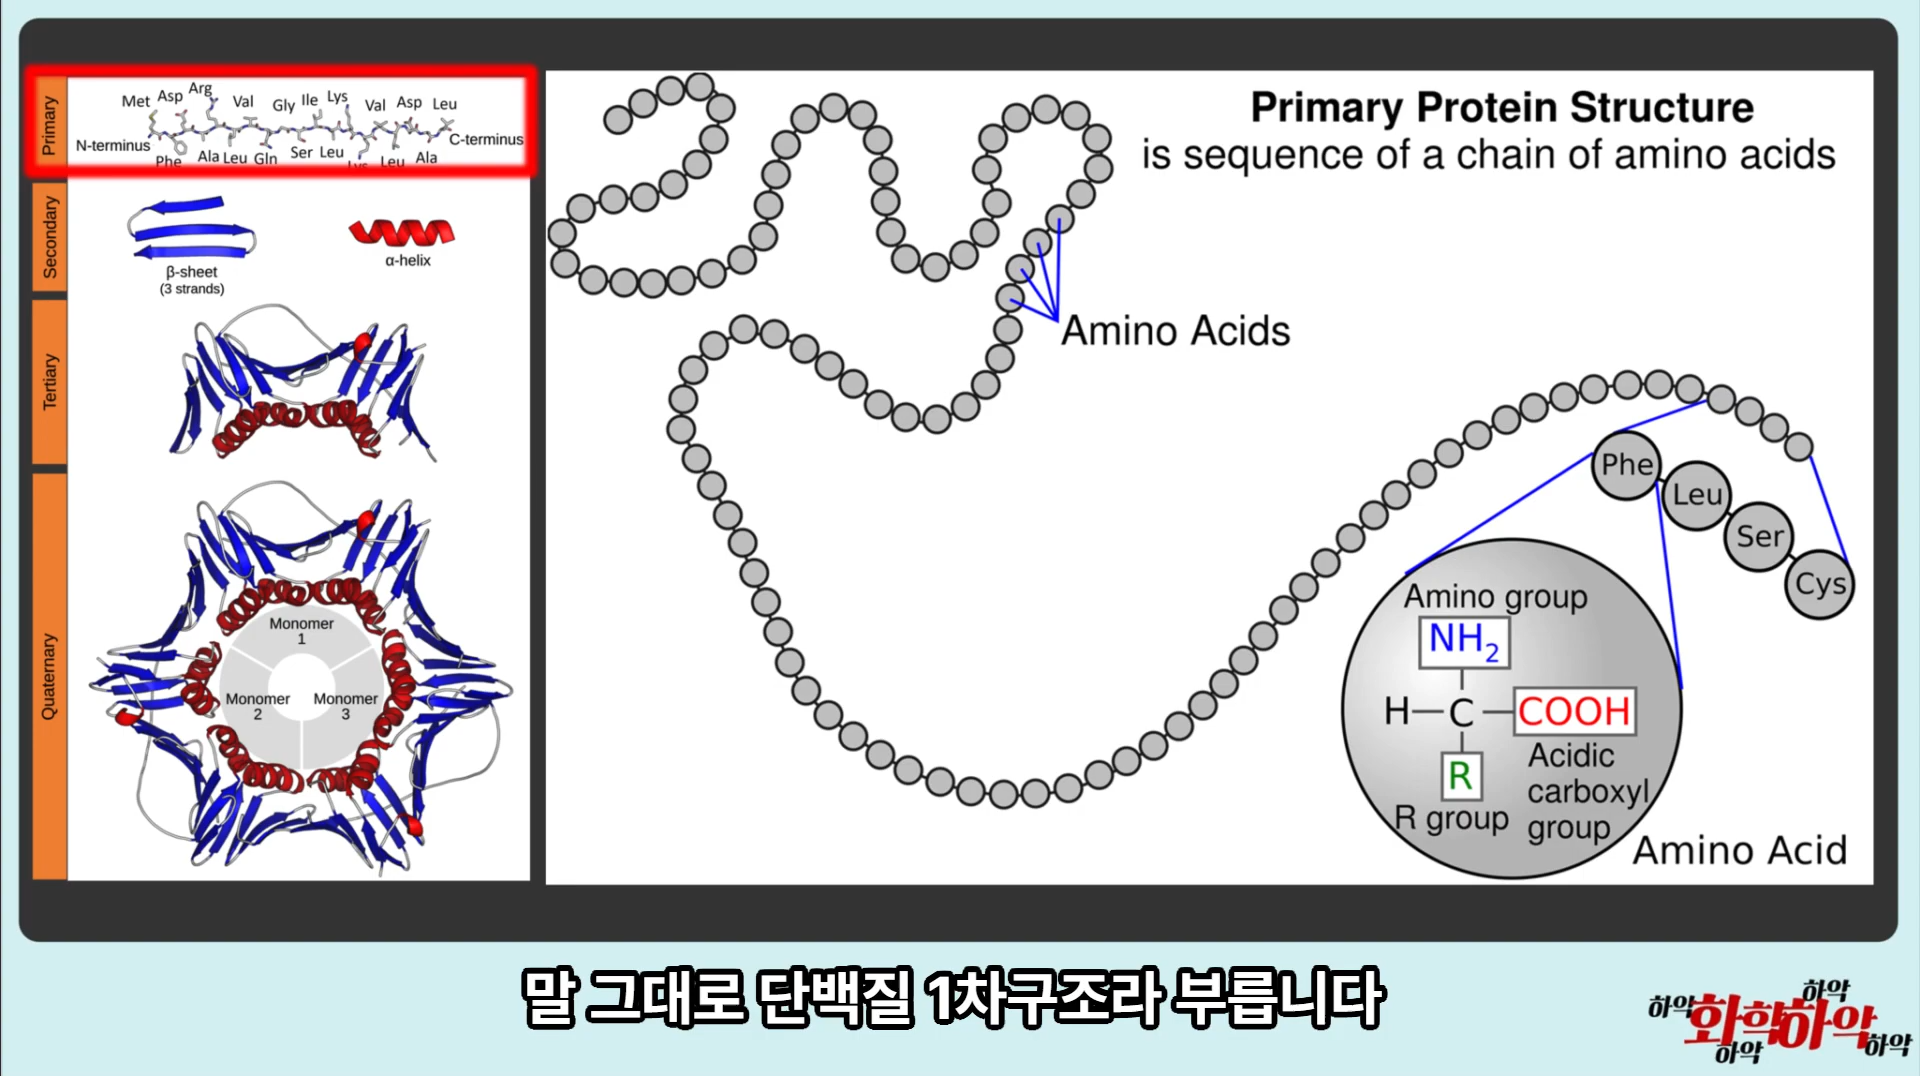 Primary
Met Asp Arg Val Gly Ile Lys Val Asp Leu
N-terminus
C-terminus
Phe Ala Leu Gln Ser Leu Lys Leu Ala
Secondary
β-sheet
(3 strands)
α-helix
Tertiary
Quaternary
Monomer
1
Monomer
2
Monomer
3
Primary Protein Structure
is sequence of a chain of amino acids
Amino Acids
Phe
Leu
Ser
Cys
Amino group
NH2
H C COOH
R
R group
Acidic
carboxyl
group
Amino Acid
말 그대로 단백질 1차구조라 부릅니다
하악
하악
화학하악
하악
하악